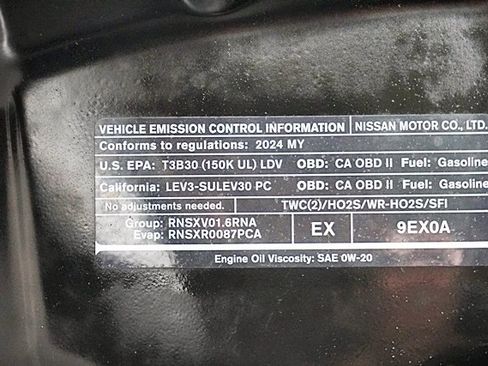 VEHICLE EMISSION CONTROL INFORMATION NISSAN MOTOR CO., LTD.
Conforms to regulations: 2024 MY
U.S. EPA: T3B30 (150K UL) LDV OBD: CA OBD II Fuel: Gasoline
California: LEV3-SULEV30 PC OBD: CA OBD II Fuel: Gasoline
No adjustments needed. TWC(2)/HO2S/WR-HO2S/SFI
Group: RNSXV01.6RNA
Evap: RNSXR0087PCA
EX 9EX0A
Engine Oil Viscosity: SAE 0W-20